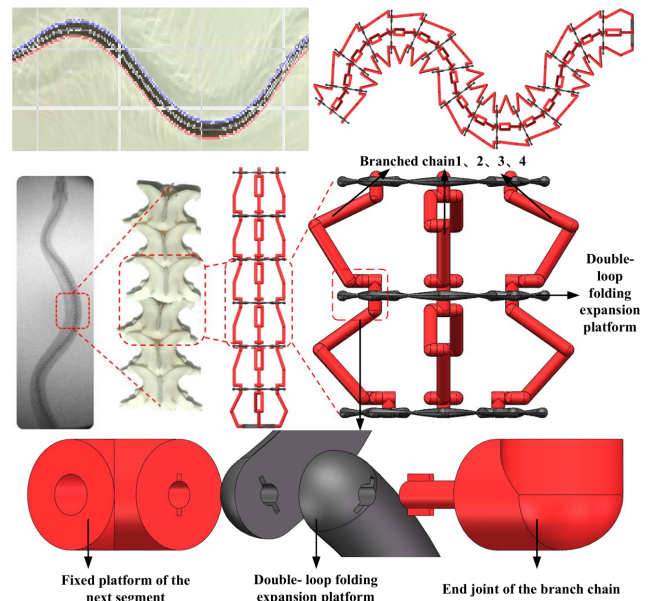 Branched chain1、2、3、4
Double-
loop
folding
expansion
platform
Fixed platform of the
next segment
Double- loop folding
expansion platform
End joint of the branch chain